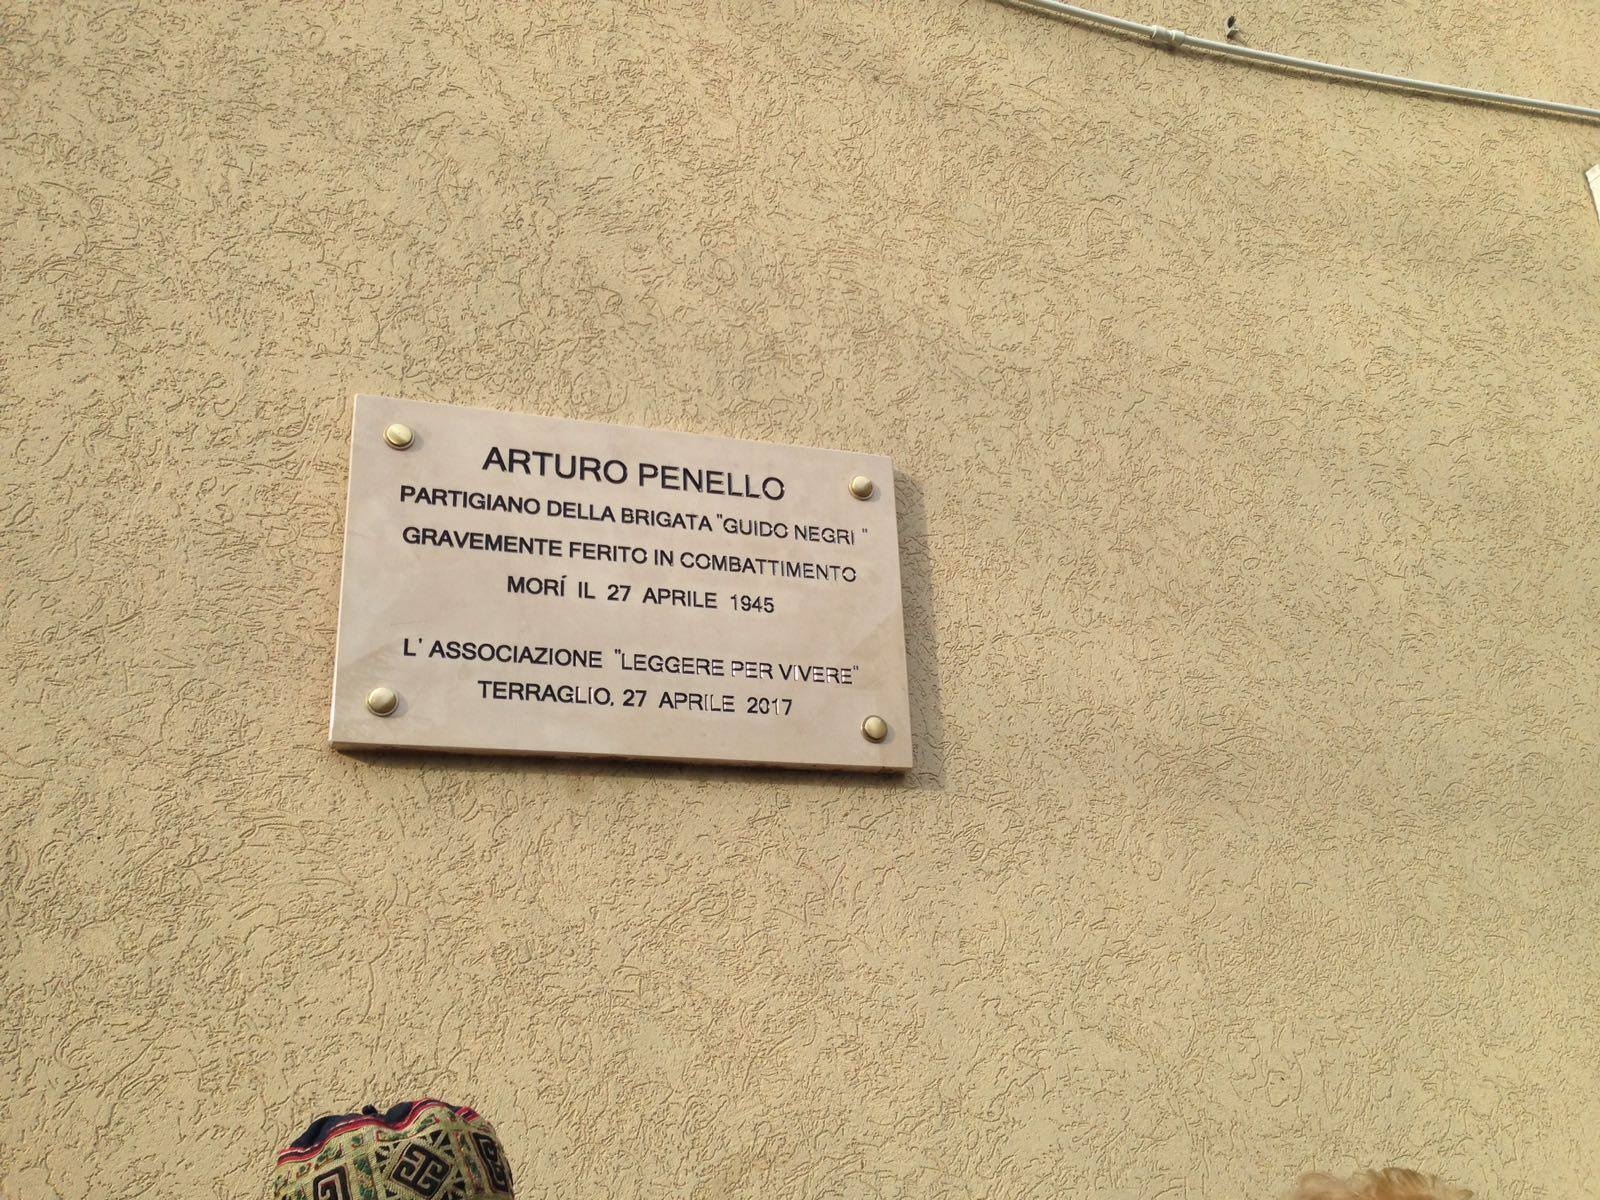 ARTURO PENELLO
PARTIGIANO DELLA BRIGATA "GUIDO NEGRI"
GRAVEMENTE FERITO IN COMBATTIMENTO
MORÍ IL 27 APRILE 1945
L' ASSOCIAZIONE "LEGGERE PER VIVERE"
TERRAGLIO, 27 APRILE 2017